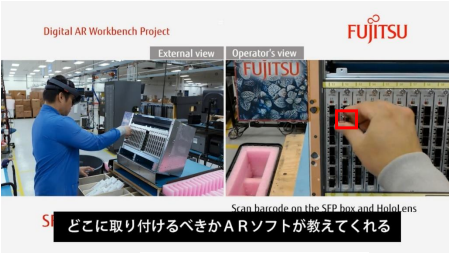 Digital AR Workbench Project
FUJITSU
External view
Operator's view
FUJITSU
Scan barcode on the SFP box and HoloLens
どこに取り付けるべきかＡＲソフトが教えてくれる